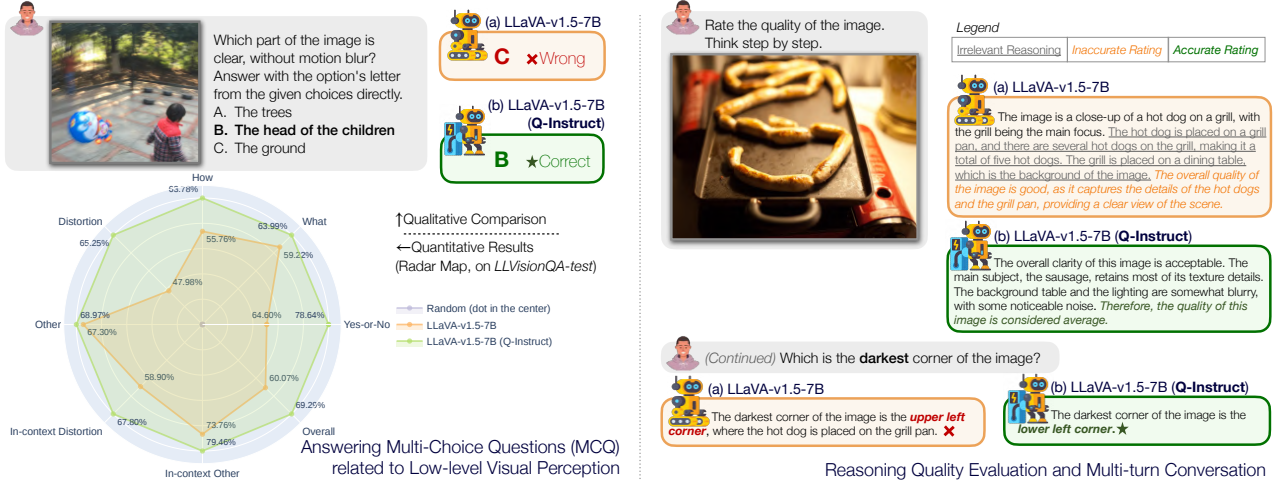 Which part of the image is
clear, without motion blur?
Answer with the option's letter
from the given choices directly.
A. The trees
B. The head of the children
C. The ground
(a) LLaVA-v1.5-7B
C ✖Wrong
(b) LLaVA-v1.5-7B
(Q-Instruct)
B ★Correct
How
53.78%
Distortion
What
63.99%
65.25%
55.76%
59.22%
47.98%
Other
68.97%
67.30%
64.60%
78.64%
Yes-or-No
58.90%
60.07%
67.80%
69.25%
In-context Distortion
73.76%
79.46%
Overall
In-context Other
↑Qualitative Comparison
←Quantitative Results
(Radar Map, on LLVisionQA-test)
Random (dot in the center)
LLaVA-v1.5-7B
LLaVA-v1.5-7B (Q-Instruct)
Answering Multi-Choice Questions (MCQ)
related to Low-level Visual Perception
Rate the quality of the image.
Think step by step.
Legend
Irrelevant Reasoning Inaccurate Rating Accurate Rating
(a) LLaVA-v1.5-7B
The image is a close-up of a hot dog on a grill, with
the grill being the main focus. The hot dog is placed on a grill
pan, and there are several hot dogs on the grill, making it a
total of five hot dogs. The grill is placed on a dining table,
which is the background of the image. The overall quality of
the image is good, as it captures the details of the hot dogs
and the grill pan, providing a clear view of the scene.
(b) LLaVA-v1.5-7B (Q-Instruct)
The overall clarity of this image is acceptable. The
main subject, the sausage, retains most of its texture details.
The background table and the lighting are somewhat blurry,
with some noticeable noise. Therefore, the quality of this
image is considered average.
(Continued) Which is the darkest corner of the image?
(a) LLaVA-v1.5-7B
The darkest corner of the image is the upper left
corner, where the hot dog is placed on the grill pan. ✖
(b) LLaVA-v1.5-7B (Q-Instruct)
The darkest corner of the image is the
lower left corner.★
Reasoning Quality Evaluation and Multi-turn Conversation